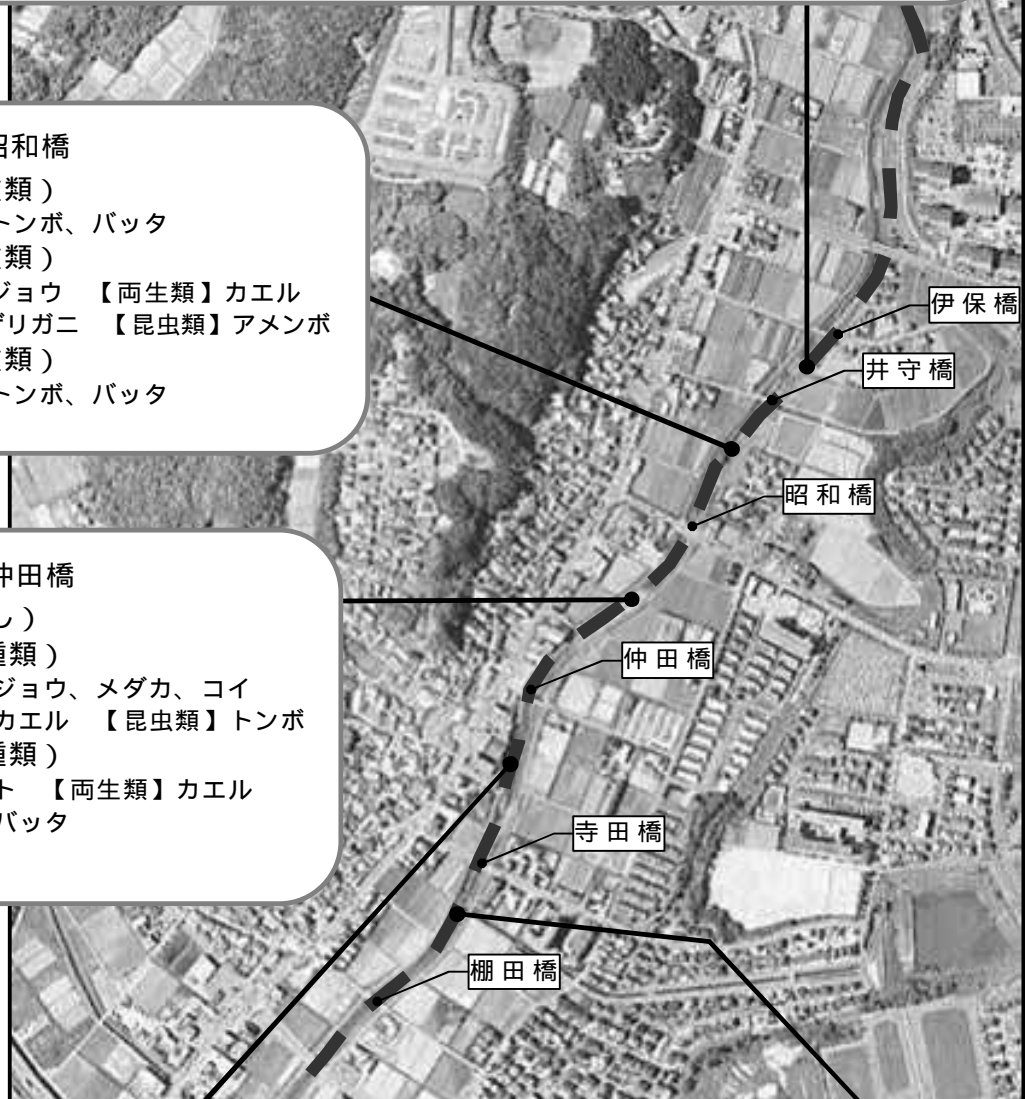 昭和橋
類）
トンボ、バッタ
類）
ジョウ　【両生類】カエル
ザリガニ　【昆虫類】アメンボ
類）
トンボ、バッタ
伊保橋
井守橋
昭和橋
仲田橋
し）
種類）
ジョウ、メダカ、コイ
カエル　【昆虫類】トンボ
種類）
ト　【両生類】カエル
バッタ
仲田橋
寺田橋
棚田橋